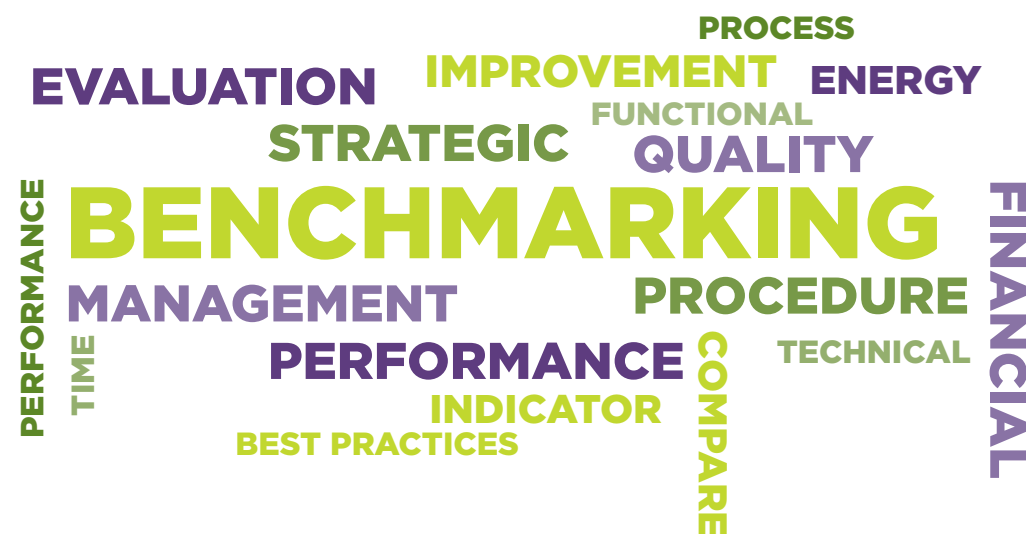 PROCESS
IMPROVEMENT
ENERGY
EVALUATION
FUNCTIONAL
STRATEGIC
QUALITY
BENCHMARKING
PERFORMANCE
FINANCIAL
MANAGEMENT
PROCEDURE
TIME
PERFORMANCE
COMPARE
TECHNICAL
INDICATOR
BEST PRACTICES